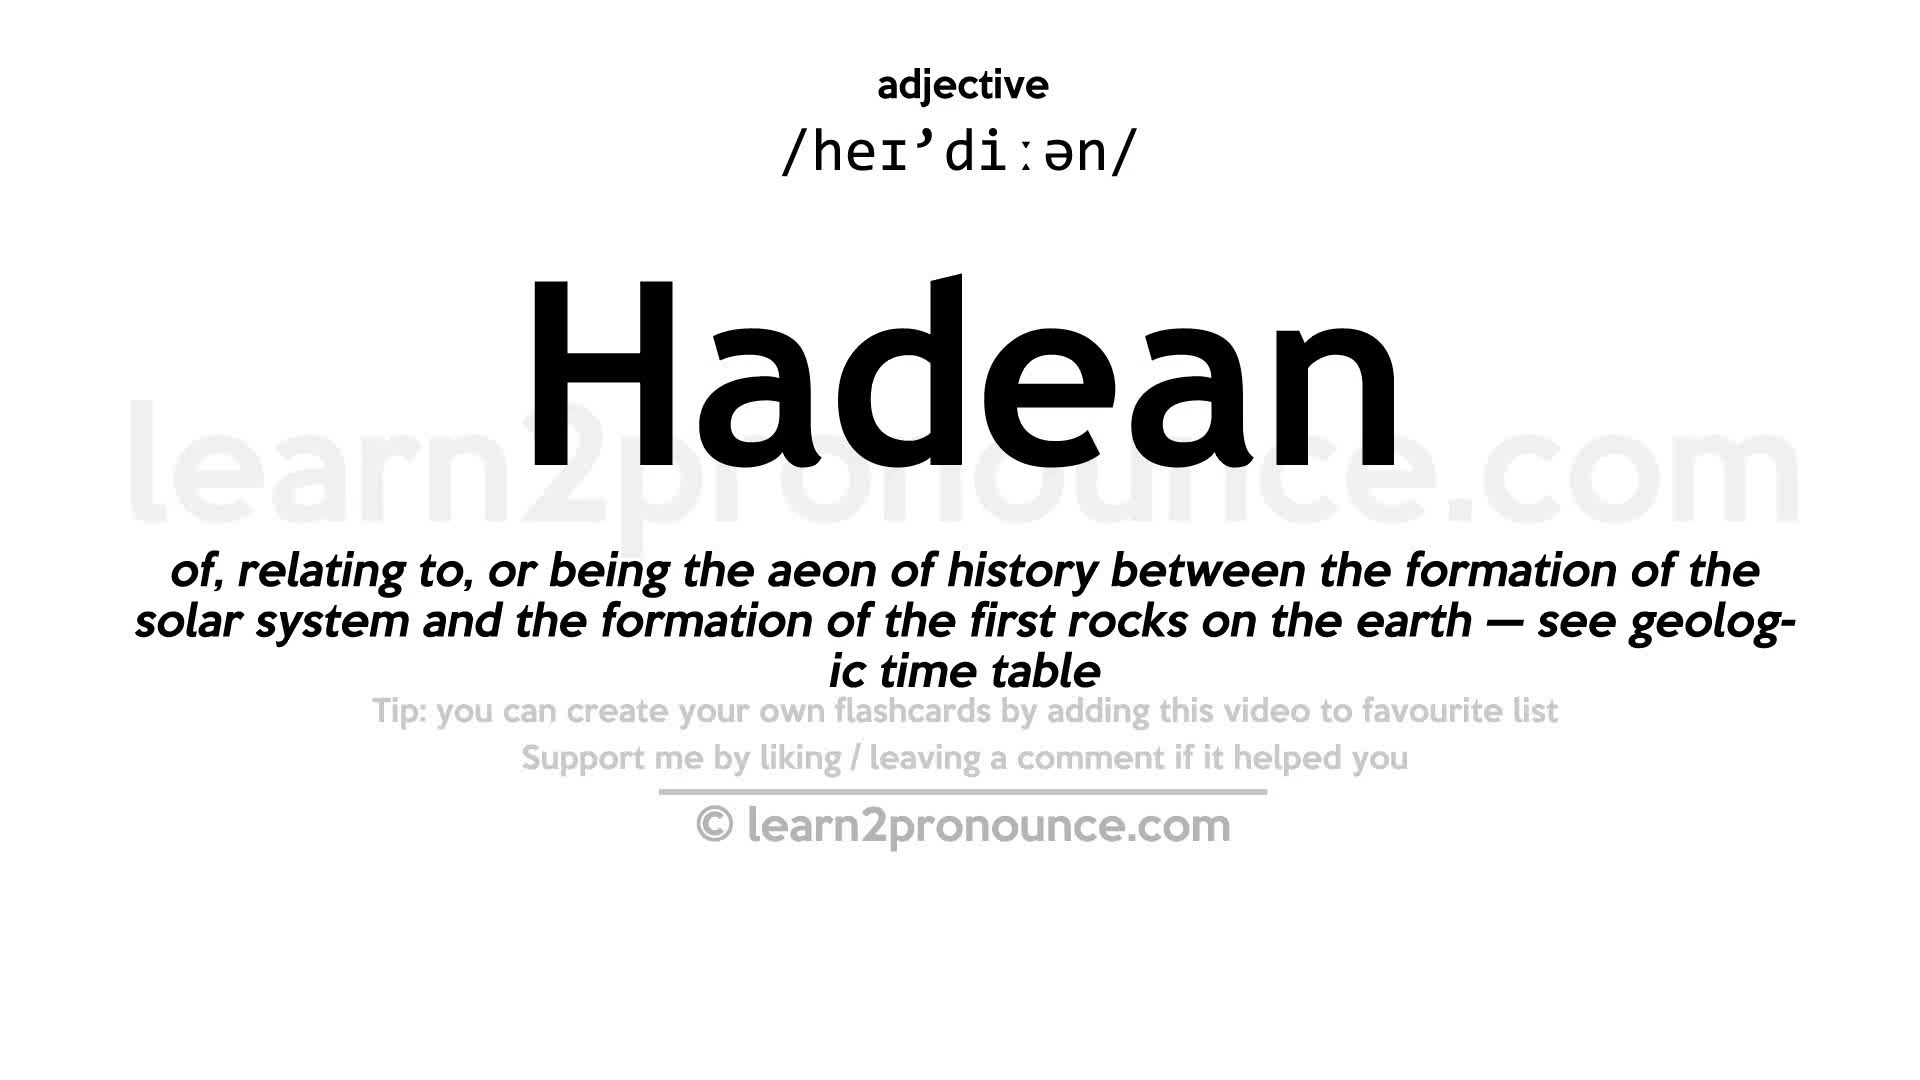 adjective
/heɪ’diːən/
Hadean
learn2pronounce.com
of, relating to, or being the aeon of history between the formation of the
solar system and the formation of the first rocks on the earth — see geolog-
ic time table
Tip: you can create your own flashcards by adding this video to favourite list
Support me by liking / leaving a comment if it helped you
© learn2pronounce.com